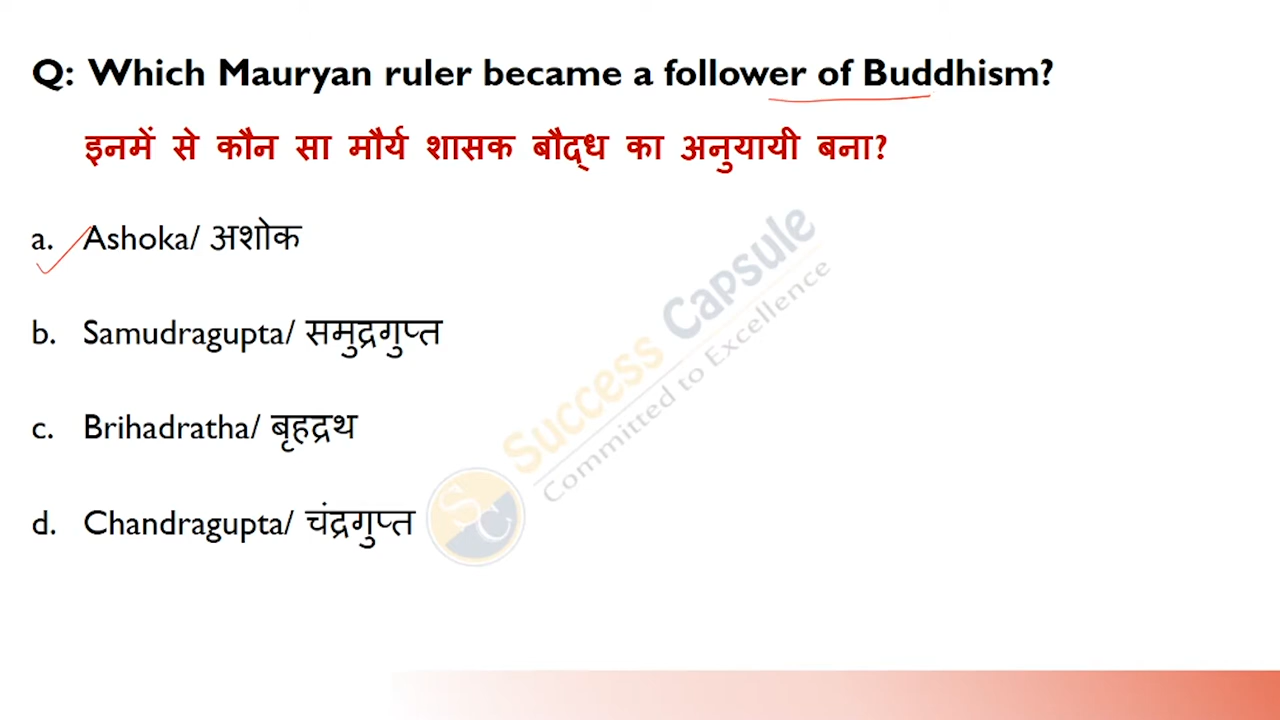 Q: Which Mauryan ruler became a follower of Buddhism?
इनमें से कौन सा मौर्य शासक बौद्ध का अनुयायी बना?
a. Ashoka/ अशोक
b. Samudragupta/ समुद्रगुप्त
c. Brihadratha/ बृहद्रथ
d. Chandragupta/ चंद्रगुप्त
Success Capsule
Committed to Excellence
SC